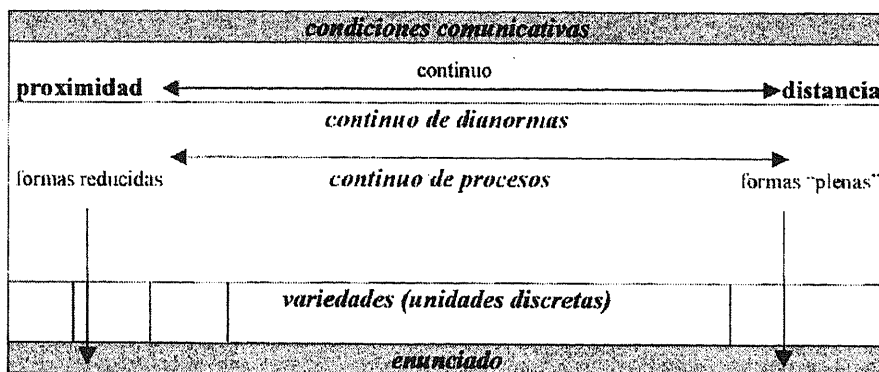 condiciones comunicativas
continuo
proximidad distancia
continuo de dianormas
formas reducidas continuo de procesos formas "plenas"
variedades (unidades discretas)
enunciado